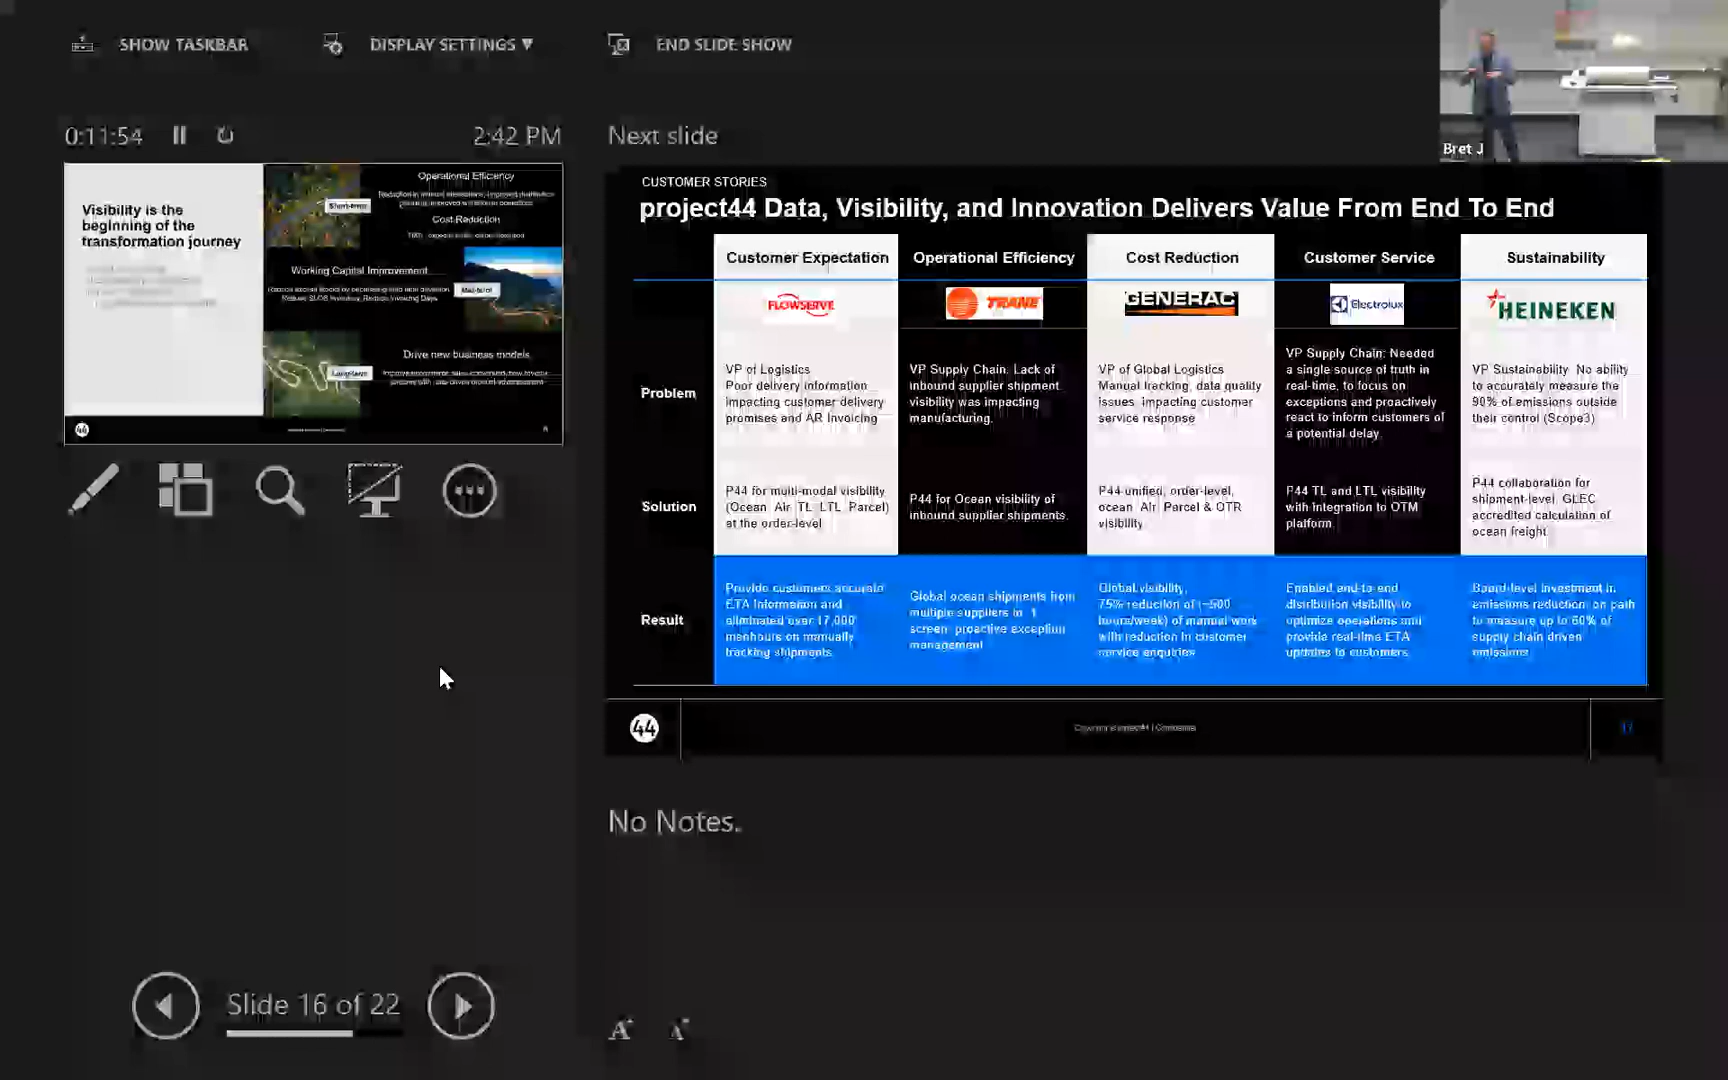 SHOW TASKBAR
DISPLAY SETTINGS ▼
END SLIDE SHOW
Bret J
0:11:54
2:42 PM
Visibility is the
beginning of the
transformation journey
Operational Efficiency
Short-term
Cost Reduction
Working Capital Improvement
Mid-term
Reduce SLOB Inventory, Reduce Invoicing Days
Drive new business models
Long-term
44
Next slide
CUSTOMER STORIES
project44 Data, Visibility, and Innovation Delivers Value From End To End
Customer Expectation
Operational Efficiency
Cost Reduction
Customer Service
Sustainability
FLOWSERVE
TRANE
GENERAC
Electrolux
HEINEKEN
Problem
VP of Logistics
Poor delivery information
impacting customer delivery
promises and AR Invoicing
VP Supply Chain: Lack of
inbound supplier shipment
visibility was impacting
manufacturing.
VP of Global Logistics
Manual tracking, data quality
issues impacting customer
service response
VP Supply Chain: Needed
a single source of truth in
real-time, to focus on
exceptions and proactively
react to inform customers of
a potential delay.
VP Sustainability No ability
to accurately measure the
90% of emissions outside
their control (Scope3)
Solution
P44 for multi-modal visibility
(Ocean Air TL LTL Parcel)
at the order-level
P44 for Ocean visibility of
inbound supplier shipments.
P44 unified, order-level,
ocean Air Parcel & OTR
visibility
P44 TL and LTL visibility
with integration to OTM
platform
P44 collaboration for
shipment-level, GLEC
accredited calculation of
ocean freight
Result
Provide customers accurate
ETA information and
eliminated over 17,000
manhours on manually
tracking shipments
Global ocean shipments from
multiple suppliers in 1
screen proactive exception
management
Global visibility,
75% reduction of (~500
hours/week) of manual work
with reduction in customer
service enquiries
Enabled end-to-end
distribution visibility to
optimize operations and
provide real-time ETA
updates to customers
Board-level investment in
emissions reduction on path
to measure up to 60% of
supply chain driven
emissions
44
17
No Notes.
Slide 16 of 22
A
A